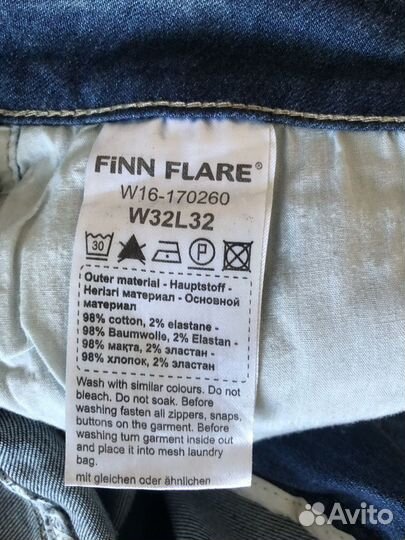 FiNN FLARE®
W16-170260
W32L32
30
P
Outer material - Hauptstoff -
Herisrí материал - Основной
материал
98% cotton, 2% elastane -
98% Baumwolle, 2% Elastan -
98% мақта, 2% эластан -
98% хлопок, 2% эластан
Wash with similar colours. Do not
bleach. Do not soak. Before
washing fasten all zippers, snaps,
buttons on the garment. Before
washing turn garment inside out
and place it into mesh laundry
bag.
mit gleichen oder ähnlichen
Avito